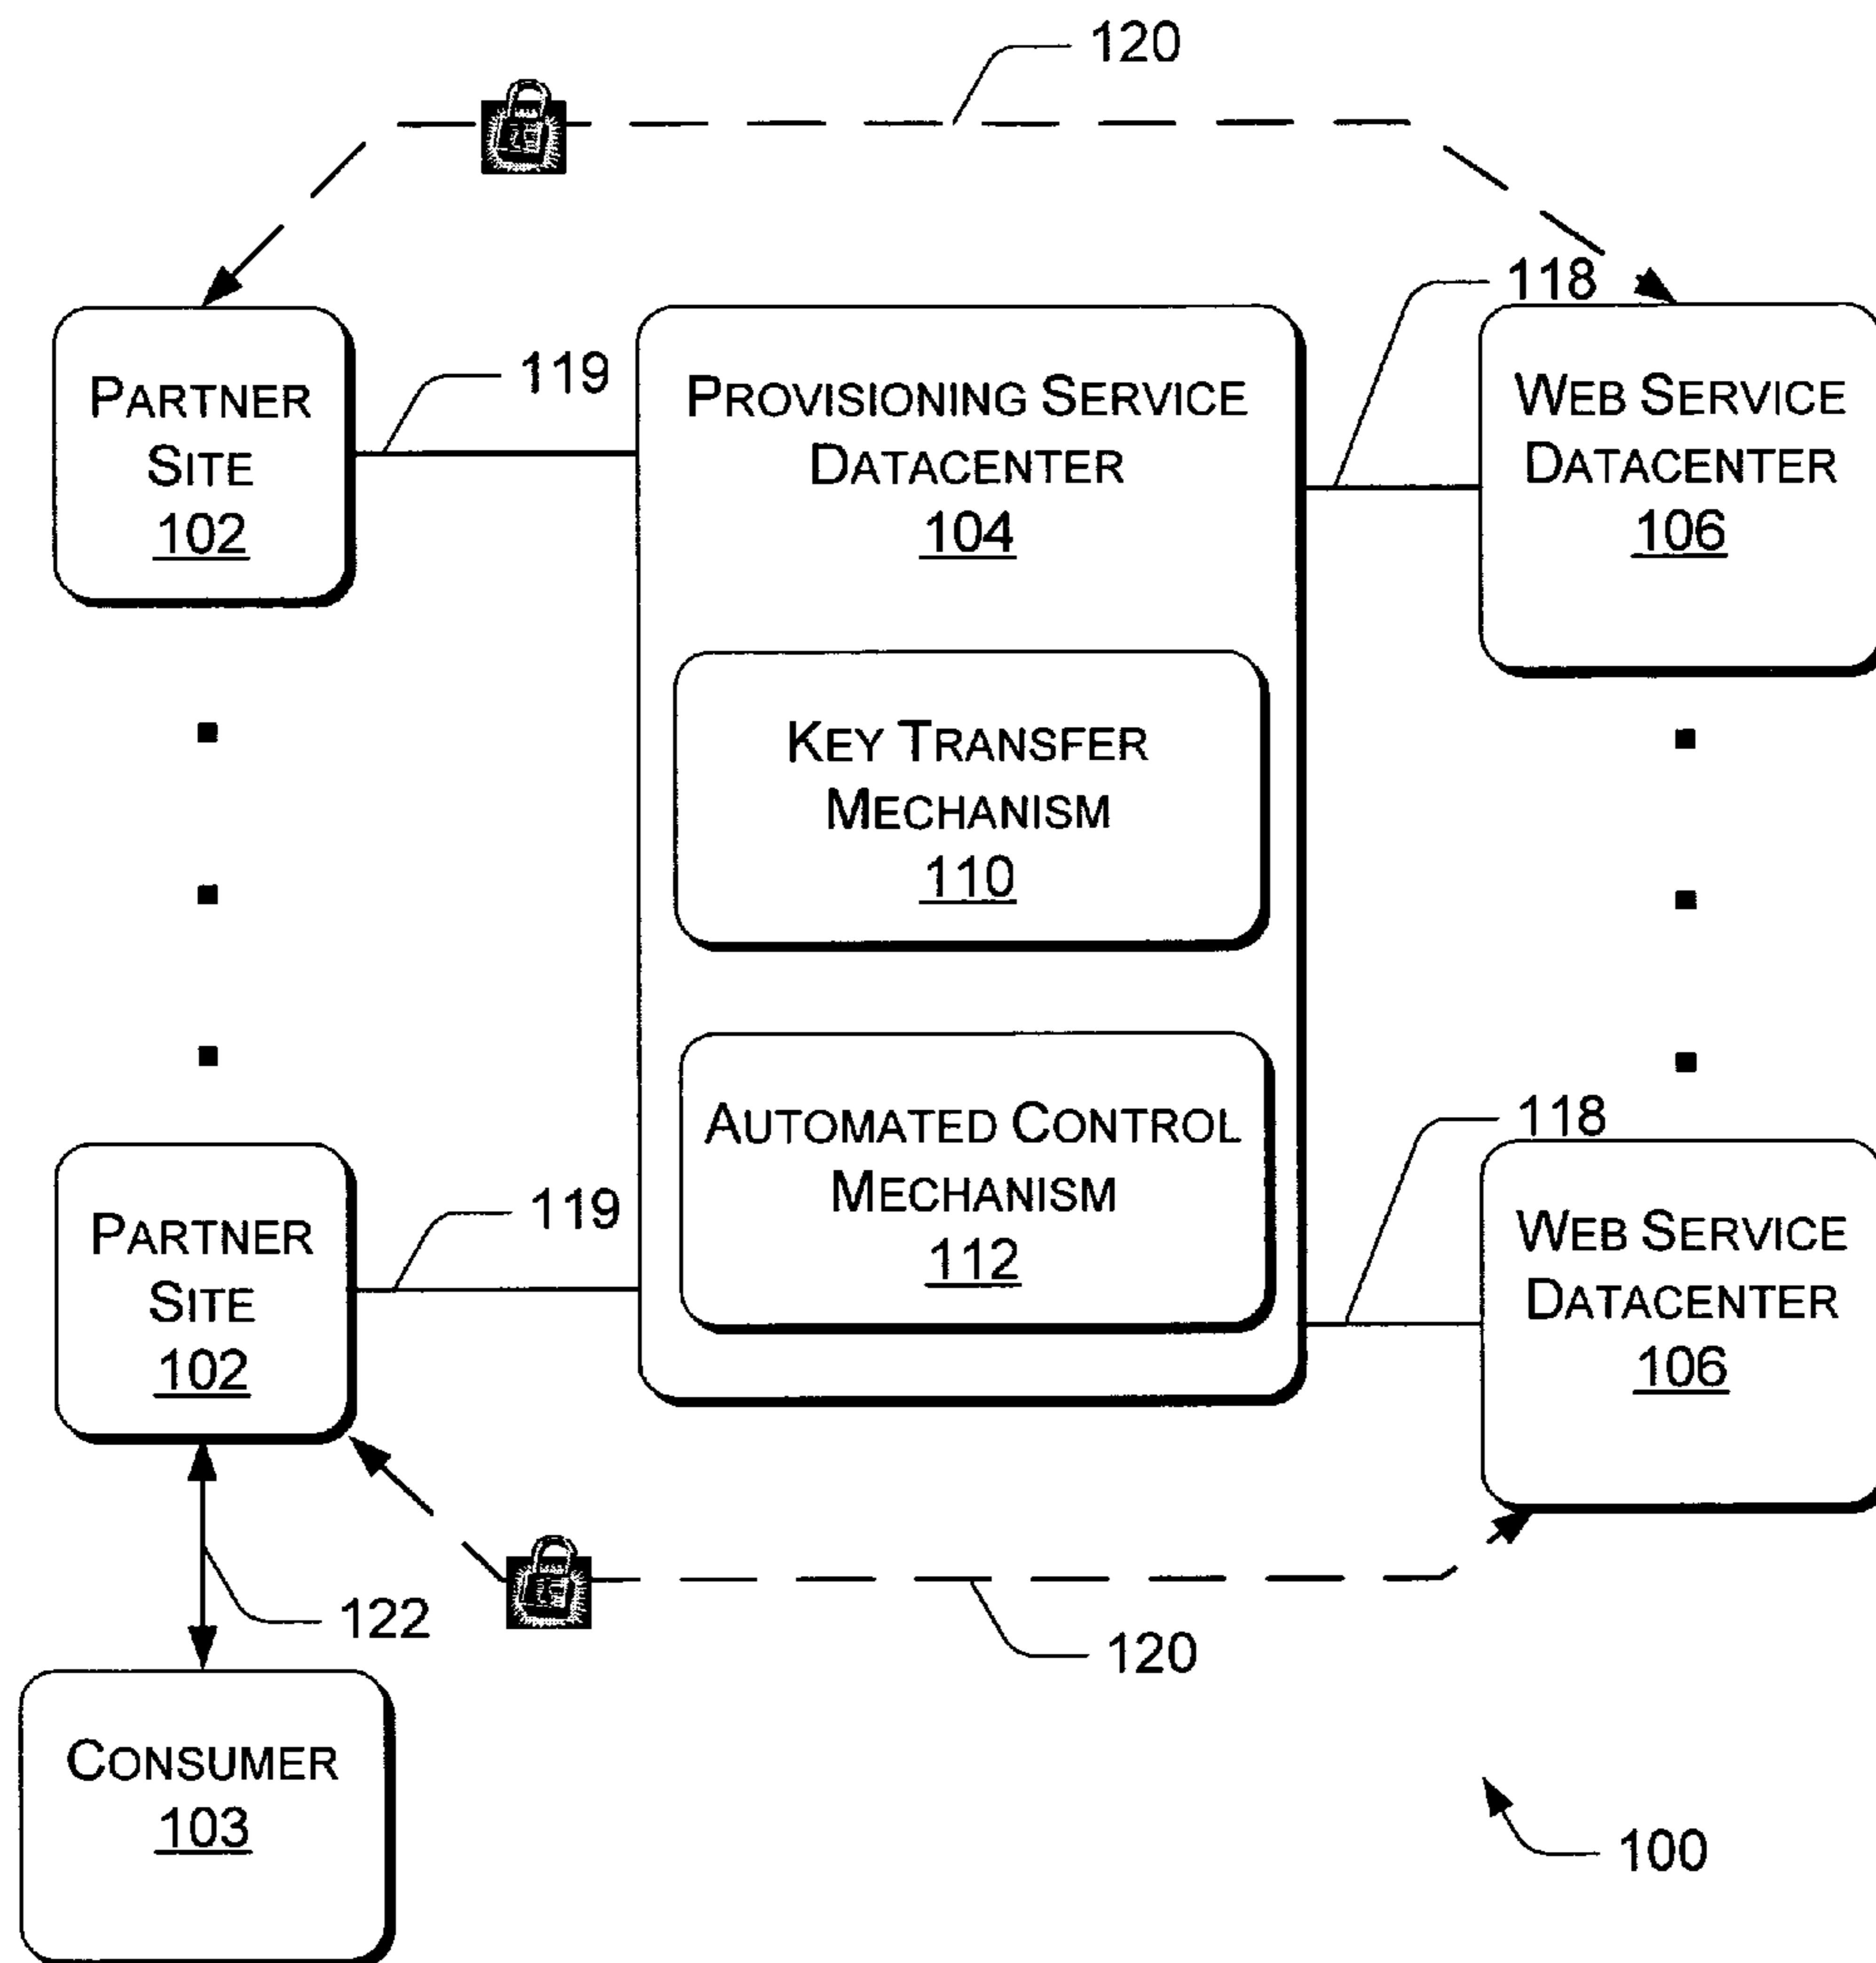 120
118
PARTNER
SITE
102
119
PROVISIONING SERVICE
DATACENTER
104
WEB SERVICE
DATACENTER
106
KEY TRANSFER
MECHANISM
110
AUTOMATED CONTROL
MECHANISM
112
118
PARTNER
SITE
102
119
WEB SERVICE
DATACENTER
106
122
120
CONSUMER
103
100